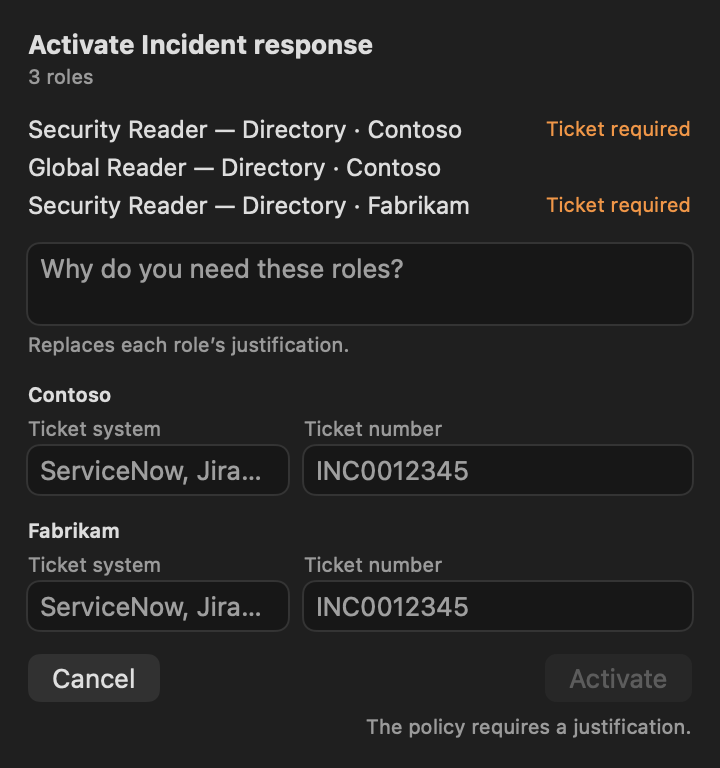 Activate Incident response
3 roles
Security Reader — Directory · Contoso Ticket required
Global Reader — Directory · Contoso
Security Reader — Directory · Fabrikam Ticket required
Why do you need these roles?
Replaces each role’s justification.
Contoso
Ticket system Ticket number
ServiceNow, Jira... INC0012345
Fabrikam
Ticket system Ticket number
ServiceNow, Jira... INC0012345
Cancel Activate
The policy requires a justification.